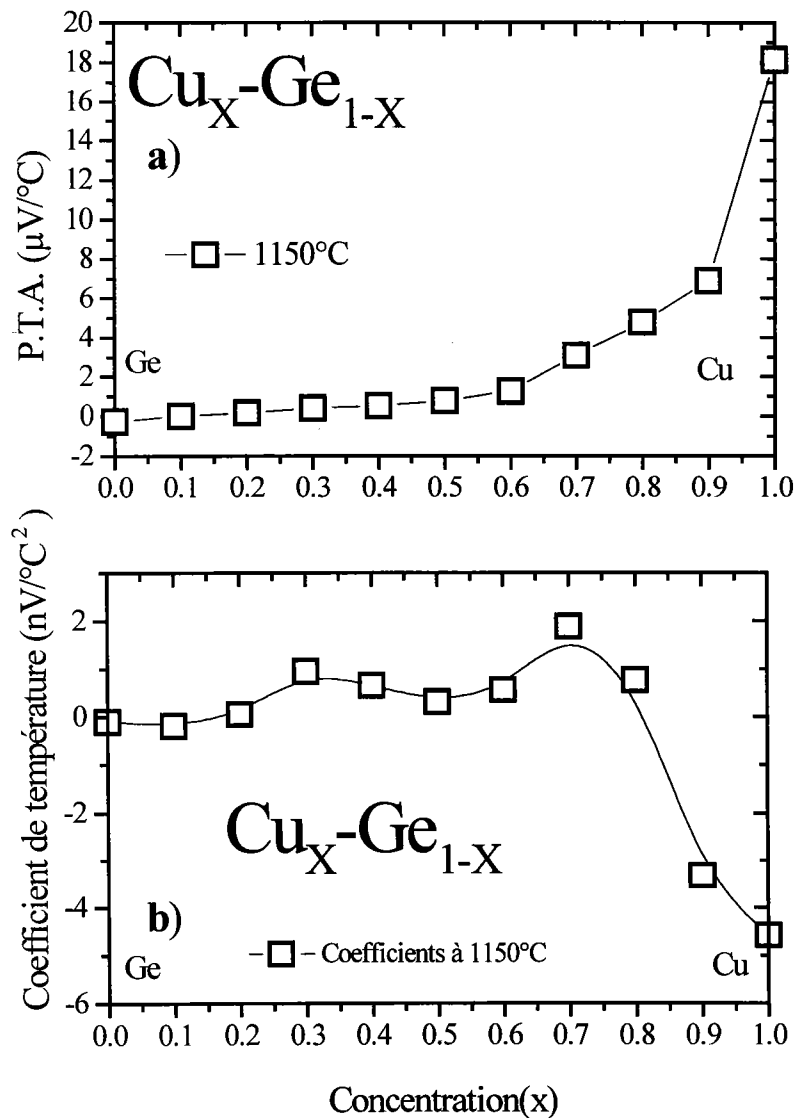 20
18
16
14
12
10
8
6
4
2
0
-2
P.T.A. (µV/°C)
Cu_X-Ge_{1-X}
a)
1150°C
Ge
Cu
0.0 0.1 0.2 0.3 0.4 0.5 0.6 0.7 0.8 0.9 1.0
2
0
-2
-4
-6
Coefficient de température (nV/°C²)
Cu_X-Ge_{1-X}
b)
Coefficients à 1150°C
Ge
Cu
0.0 0.1 0.2 0.3 0.4 0.5 0.6 0.7 0.8 0.9 1.0
Concentration(x)